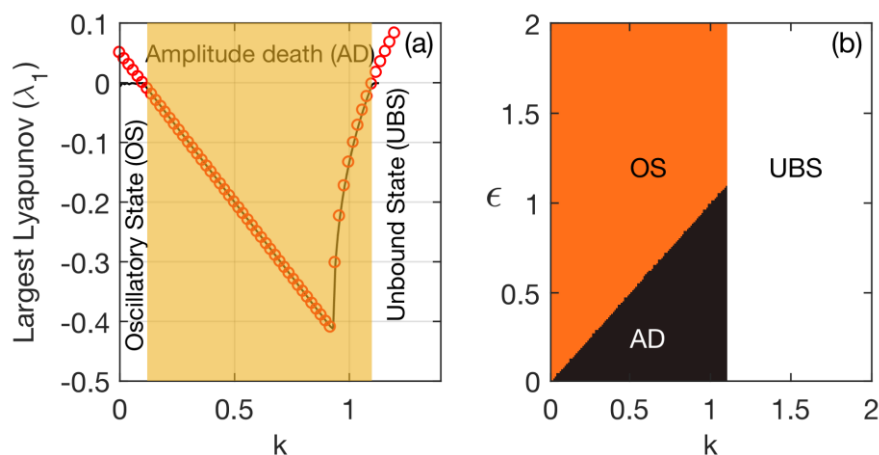 0.1
0
-0.1
-0.2
-0.3
-0.4
-0.5
Largest Lyapunov (λ1)
Amplitude death (AD)
(a)
Oscillatory State (OS)
Unbound State (UBS)
0 0.5 1
k
2
1.5
1
0.5
0
ϵ
(b)
OS
UBS
AD
0 0.5 1 1.5 2
k